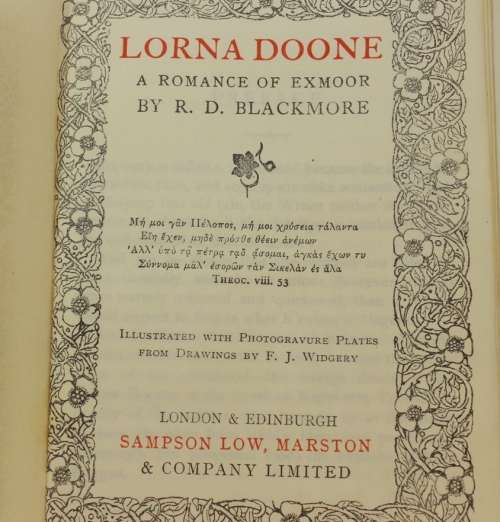 LORNA DOONE
A ROMANCE OF EXMOOR
BY R. D. BLACKMORE
Μή μοι γᾶν Πέλοπος, μή μοι χρύσεια τάλαντα
Εἴη ἔχεν, μηδὲ πρόσθε θέειν ἀνέμων
Ἀλλ' ὑπὸ τᾷ πέτρᾳ τᾷδ' ᾄσομαι, ἀγκὰς ἔχων τυ
Σύννομα μᾶλ' ἐσορῶν τὰν Σικελὰν ἐς ἅλα
THEOC. viii. 53
ILLUSTRATED WITH PHOTOGRAVURE PLATES
FROM DRAWINGS BY F. J. WIDGERY
LONDON & EDINBURGH
SAMPSON LOW, MARSTON
& COMPANY LIMITED